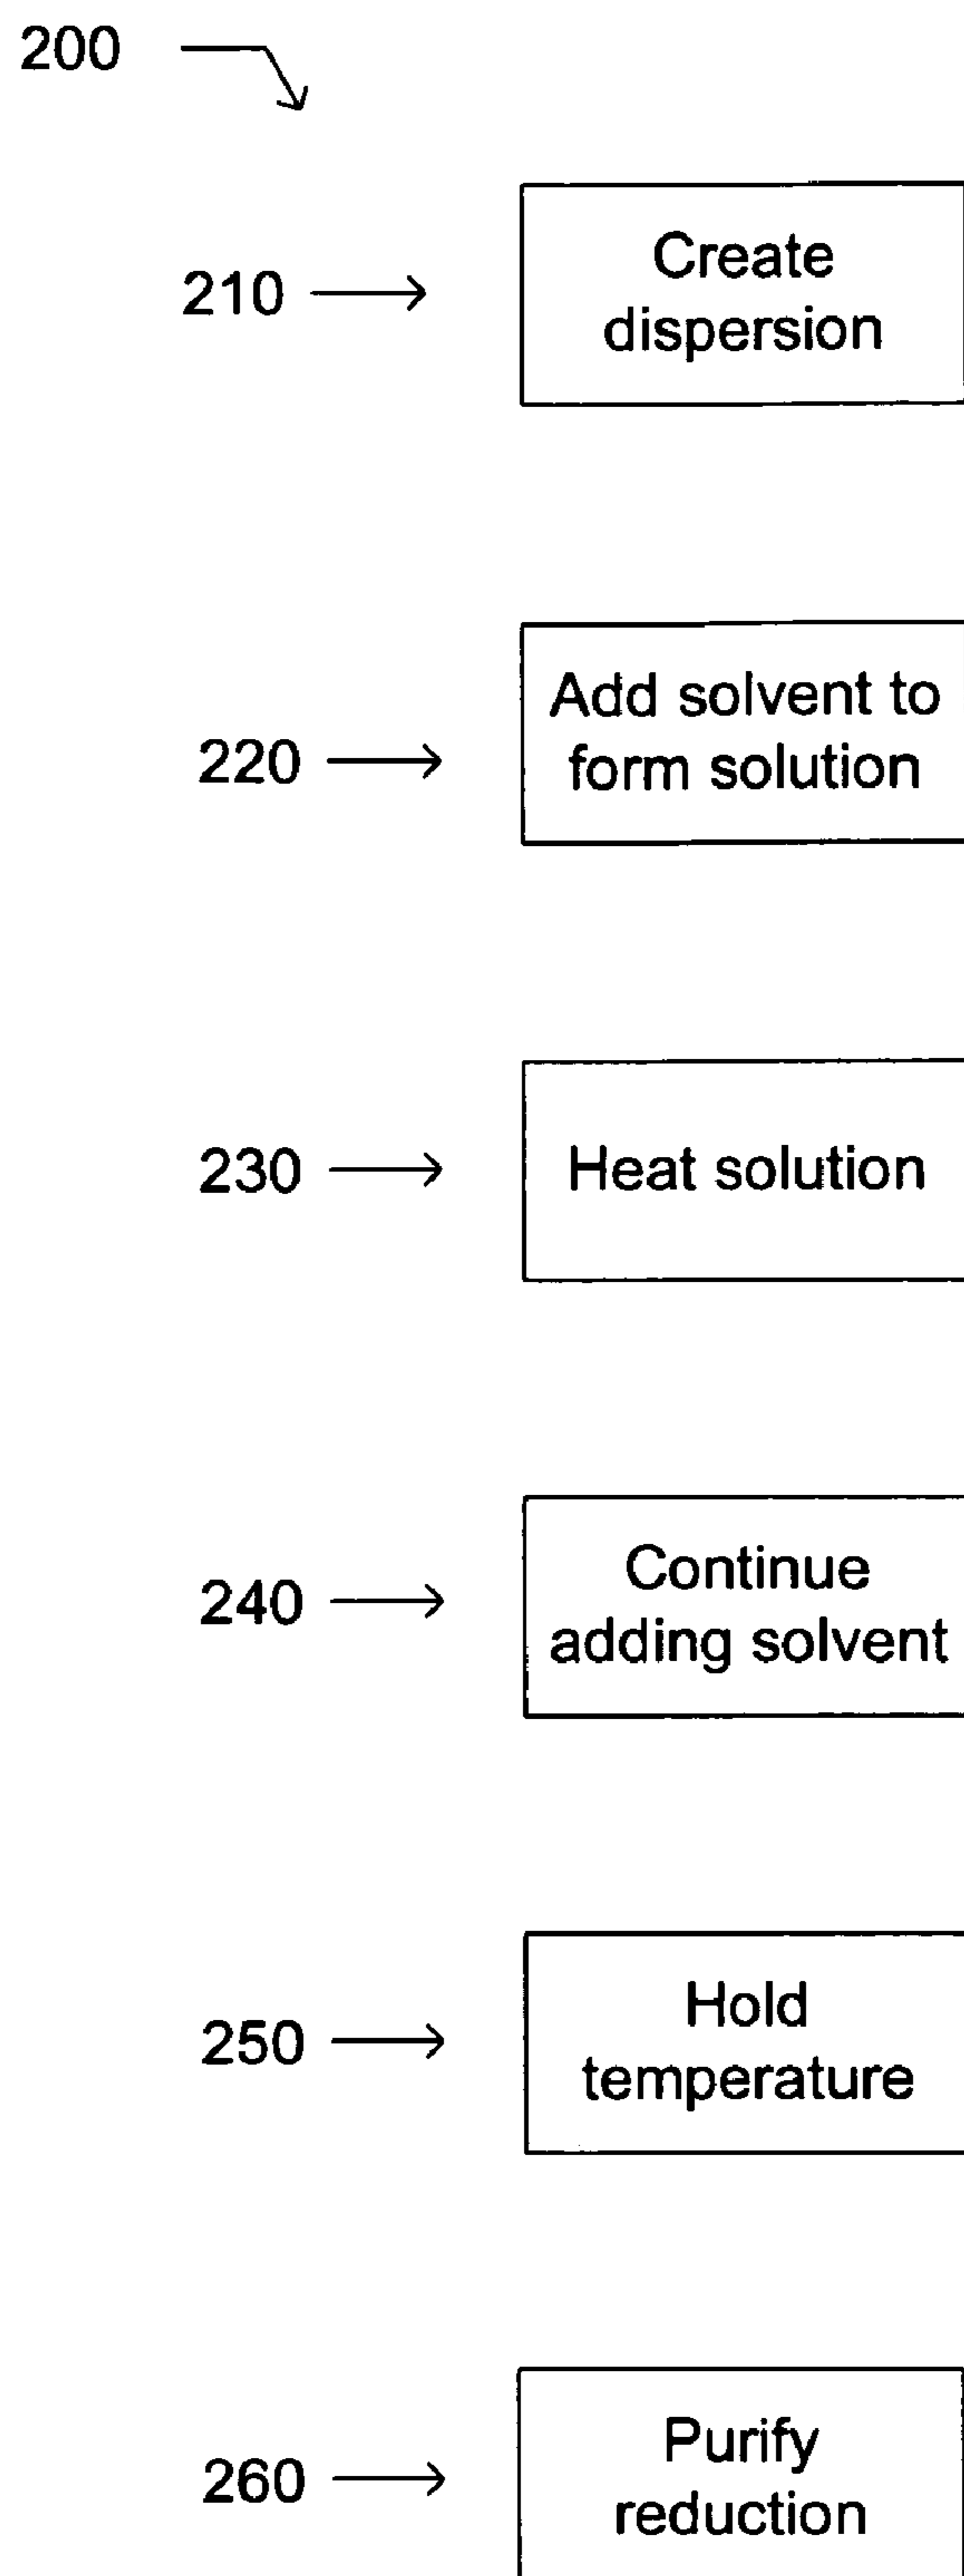 200
210
Create
dispersion
220
Add solvent to
form solution
230
Heat solution
240
Continue
adding solvent
250
Hold
temperature
260
Purify
reduction